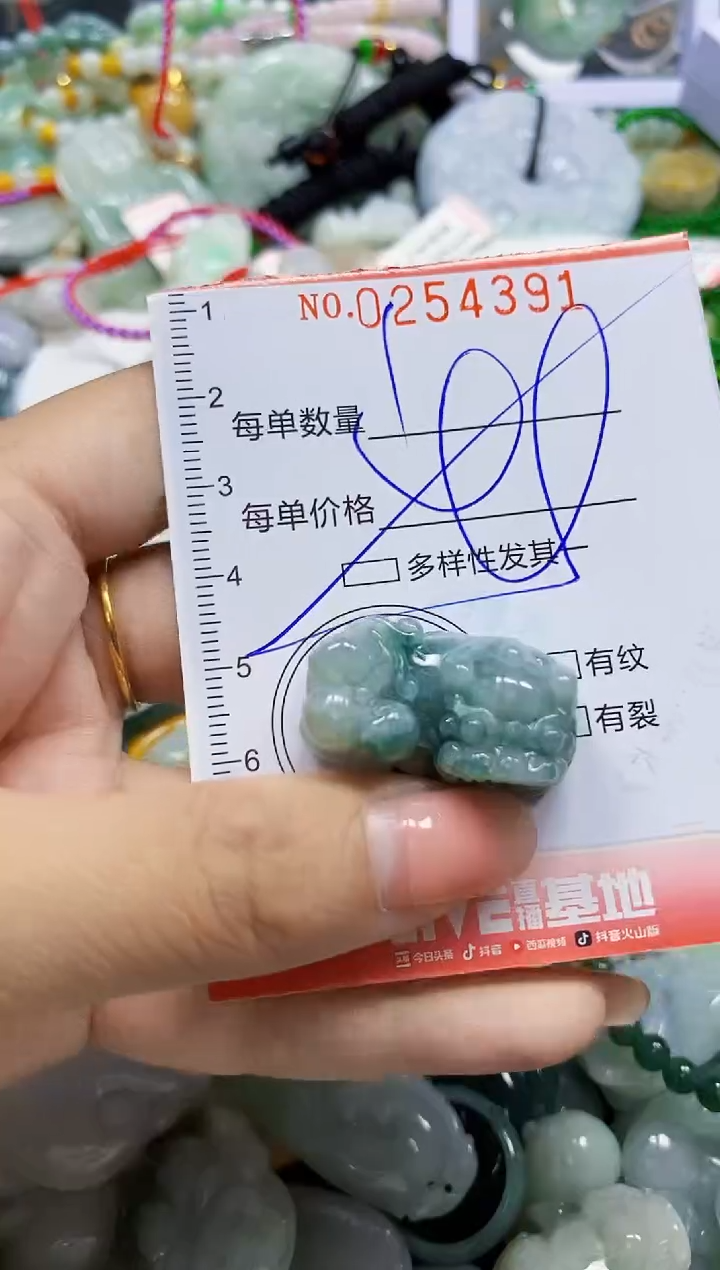 NO.0254391
1
2
每单数量
3
每单价格
4
多样性发其
5
有纹
有裂
6
直播基地
今日头条 抖音 西瓜视频 抖音火山版